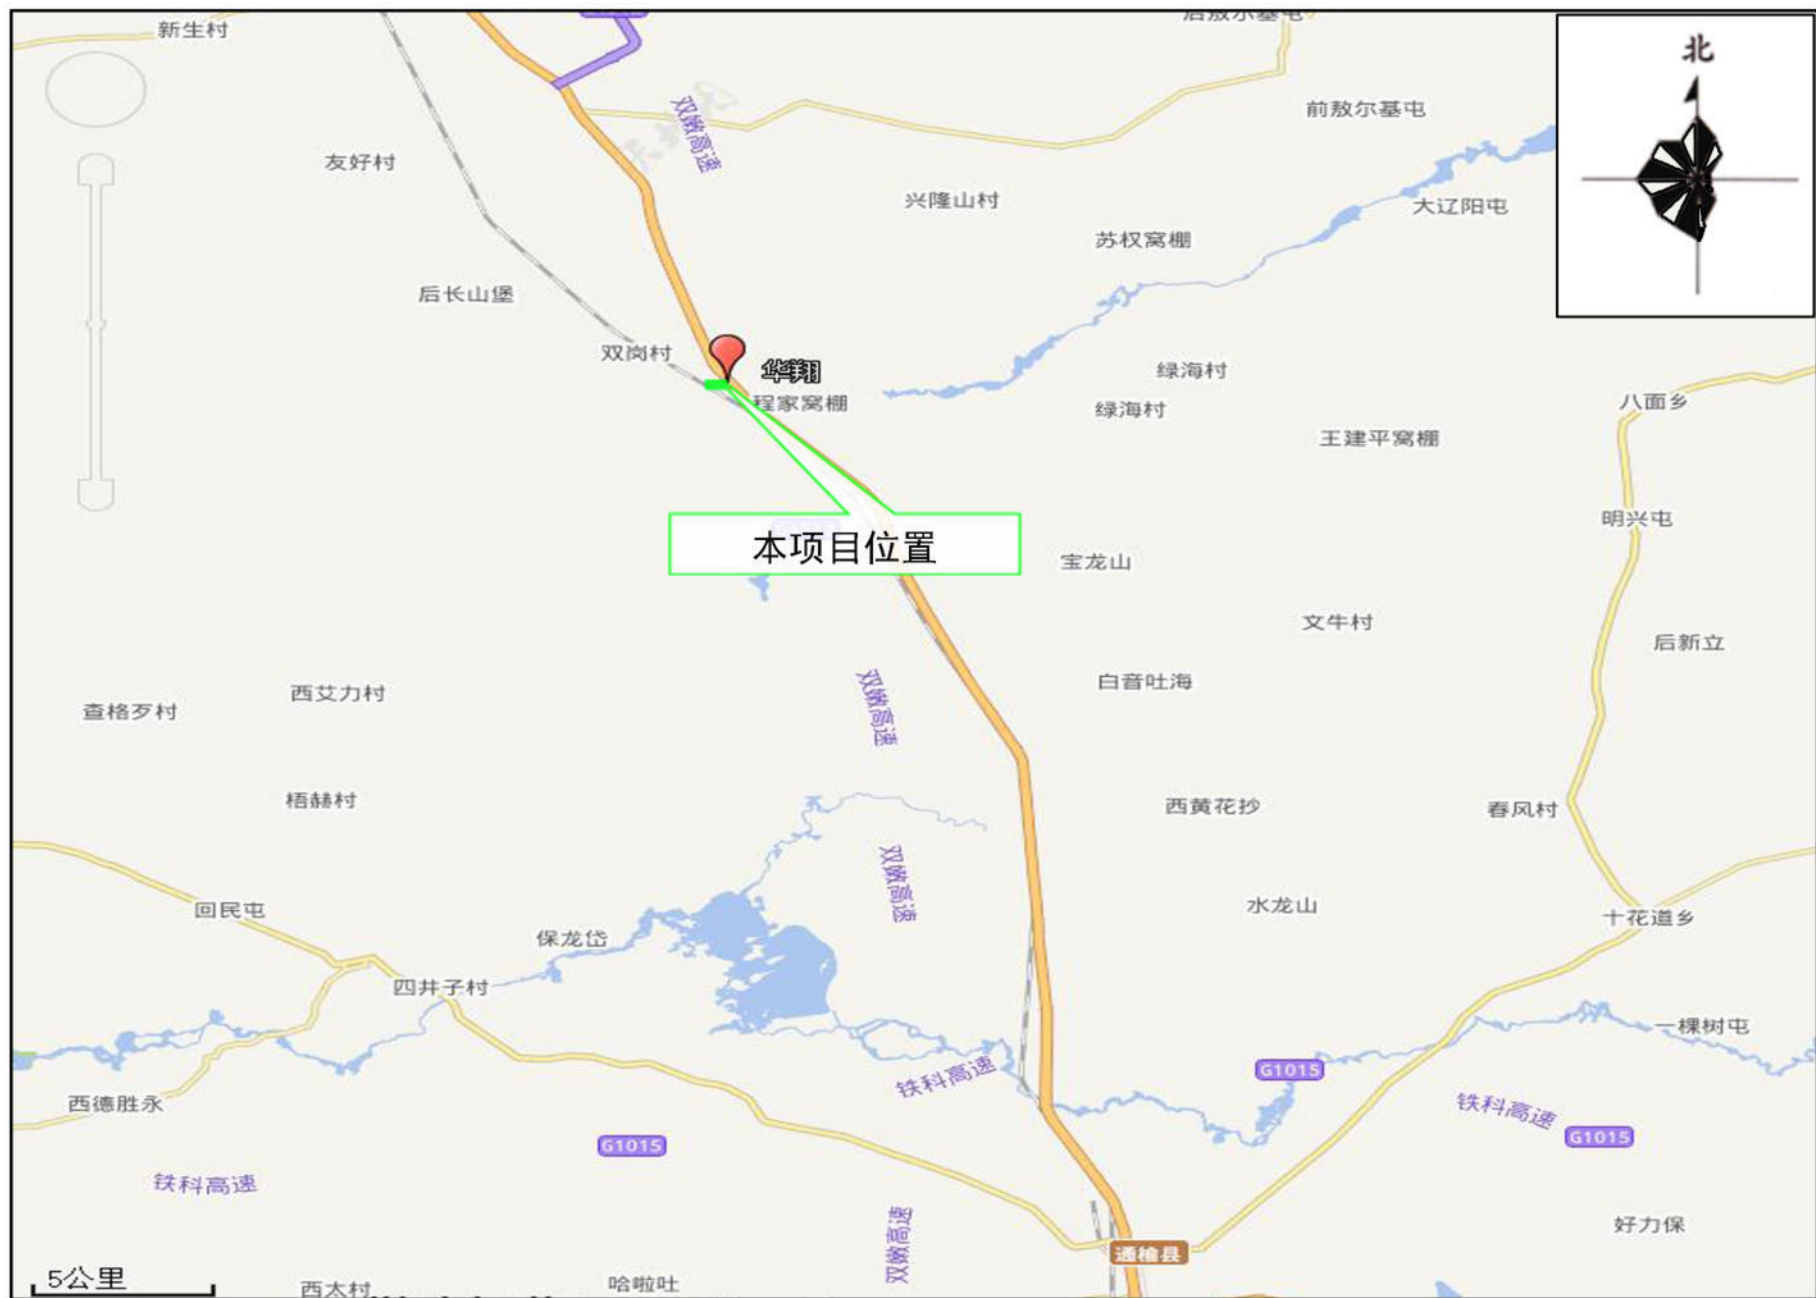 新生村
后敖尔基屯
北
前敖尔基屯
双嫩高速
友好村
兴隆山村
大辽阳屯
苏权窝棚
后长山堡
双岗村
华翔
绿海村
程家窝棚
绿海村
八面乡
王建平窝棚
明兴屯
本项目位置
宝龙山
文牛村
后新立
白音吐海
西艾力村
查格歹村
双嫩高速
梧赫村
西黄花抄
春风村
双嫩高速
回民屯
水龙山
十花道乡
保龙岱
四井子村
一棵树屯
铁科高速
G1015
西德胜永
铁科高速
G1015
G1015
铁科高速
双嫩高速
好力保
通榆县
5公里
西太村
哈啦吐